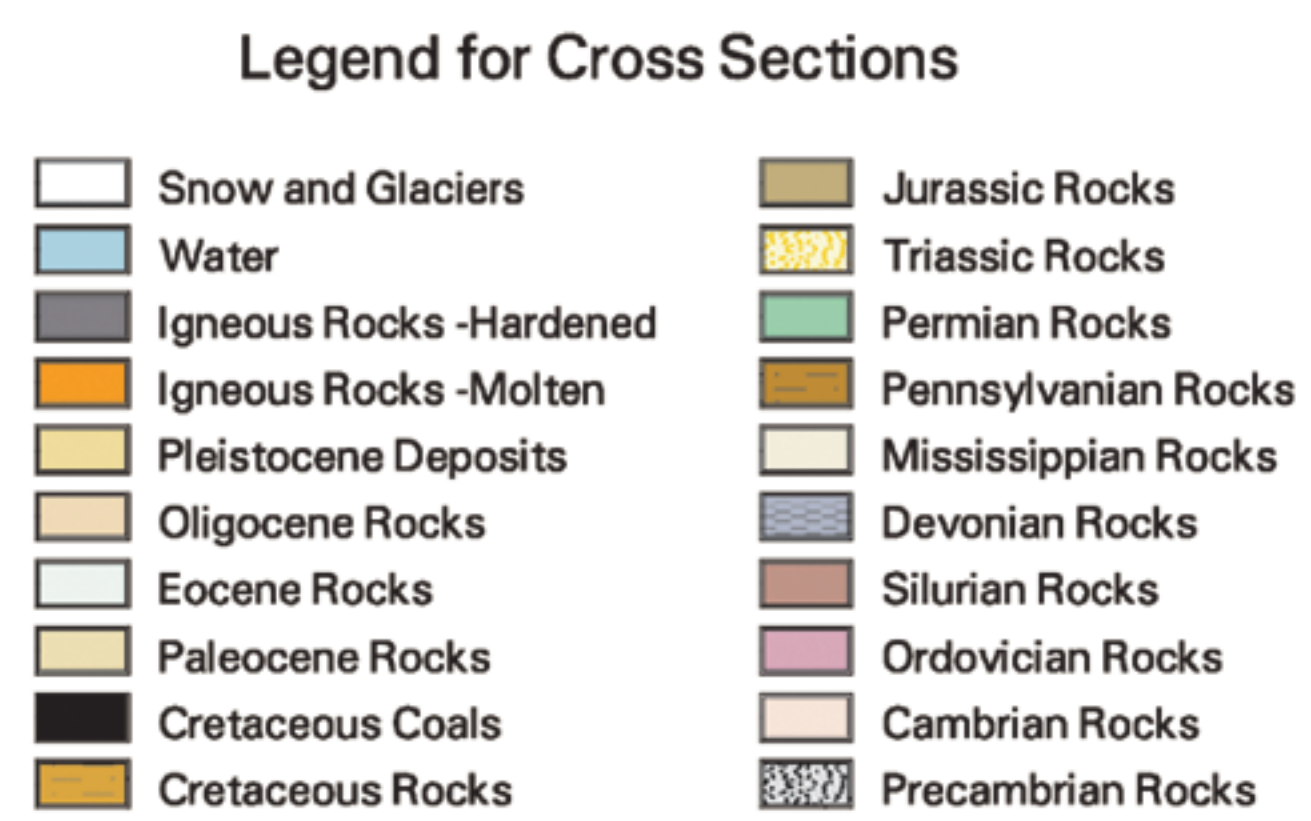 Legend for Cross Sections
Snow and Glaciers
Water
Igneous Rocks -Hardened
Igneous Rocks -Molten
Pleistocene Deposits
Oligocene Rocks
Eocene Rocks
Paleocene Rocks
Cretaceous Coals
Cretaceous Rocks
Jurassic Rocks
Triassic Rocks
Permian Rocks
Pennsylvanian Rocks
Mississippian Rocks
Devonian Rocks
Silurian Rocks
Ordovician Rocks
Cambrian Rocks
Precambrian Rocks